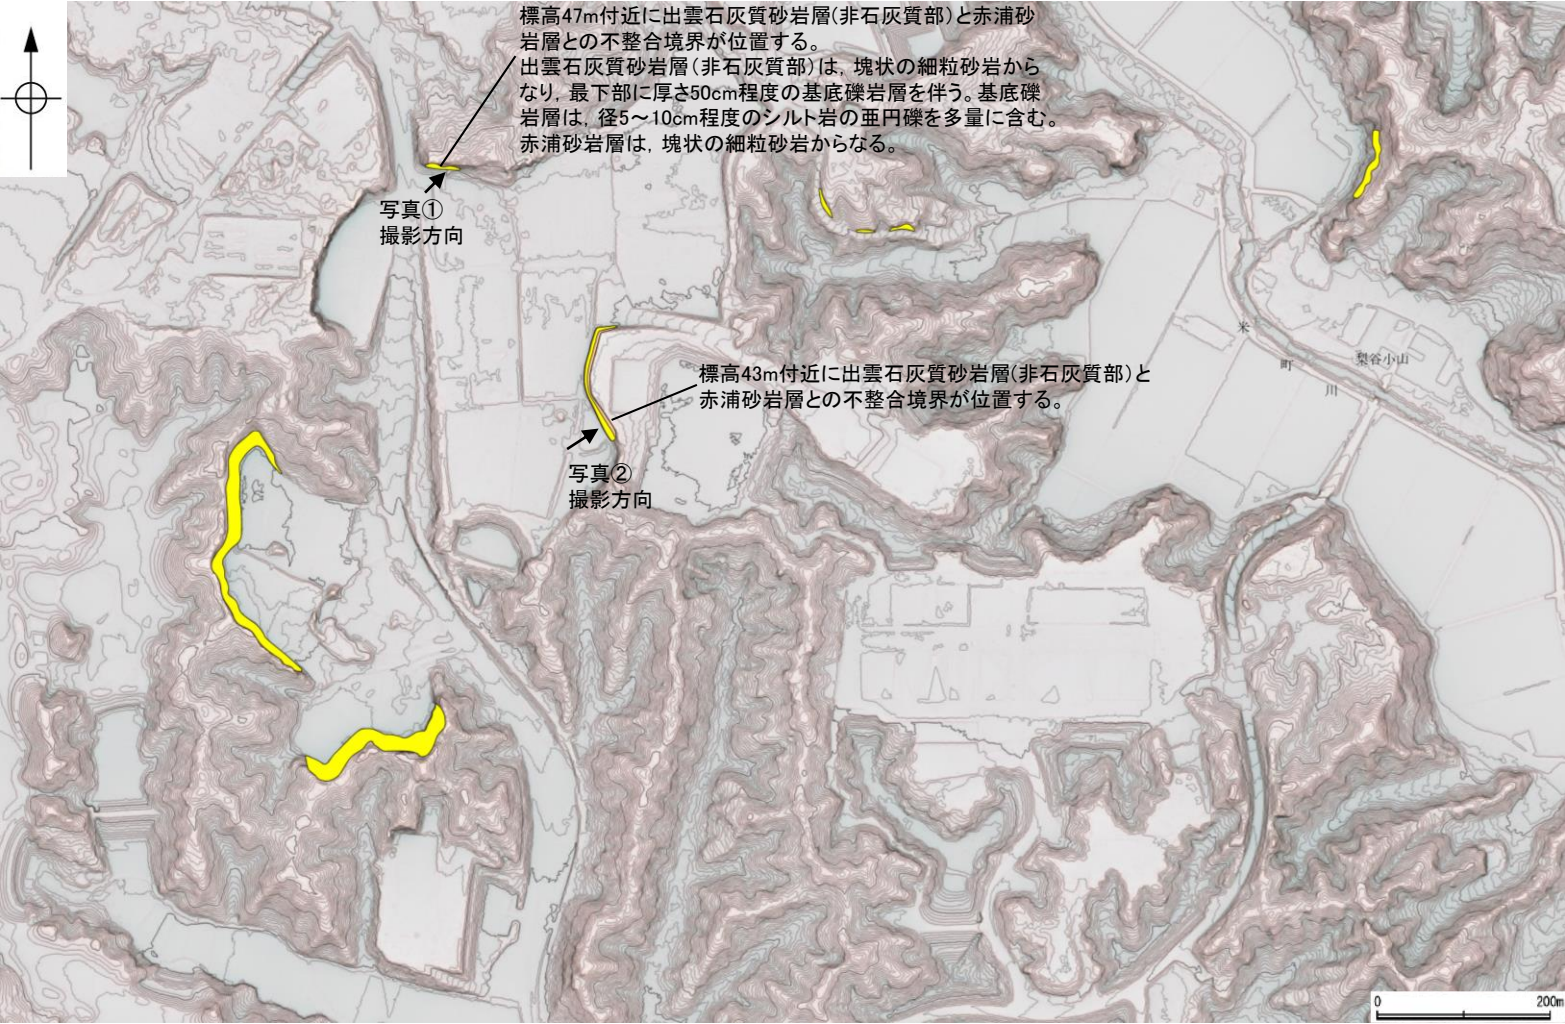 標高47m付近に出雲石灰質砂岩層(非石灰質部)と赤浦砂
岩層との不整合境界が位置する。
出雲石灰質砂岩層(非石灰質部)は，塊状の細粒砂岩から
なり，最下部に厚さ50cm程度の基底礫岩層を伴う。基底礫
岩層は，径5～10cm程度のシルト岩の亜円礫を多量に含む。
赤浦砂岩層は，塊状の細粒砂岩からなる。
写真①
撮影方向
米
町
川
梨谷小山
標高43m付近に出雲石灰質砂岩層(非石灰質部)と
赤浦砂岩層との不整合境界が位置する。
写真②
撮影方向
0 200m